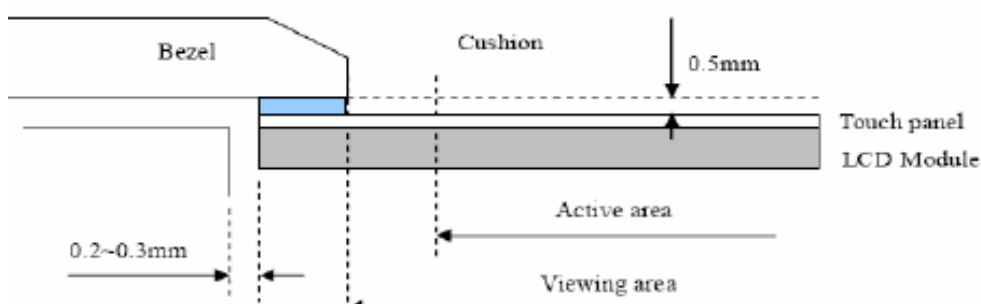 Cushion
Bezel
0.5mm
Touch panel
LCD Module
Active area
0.2~0.3mm
Viewing area